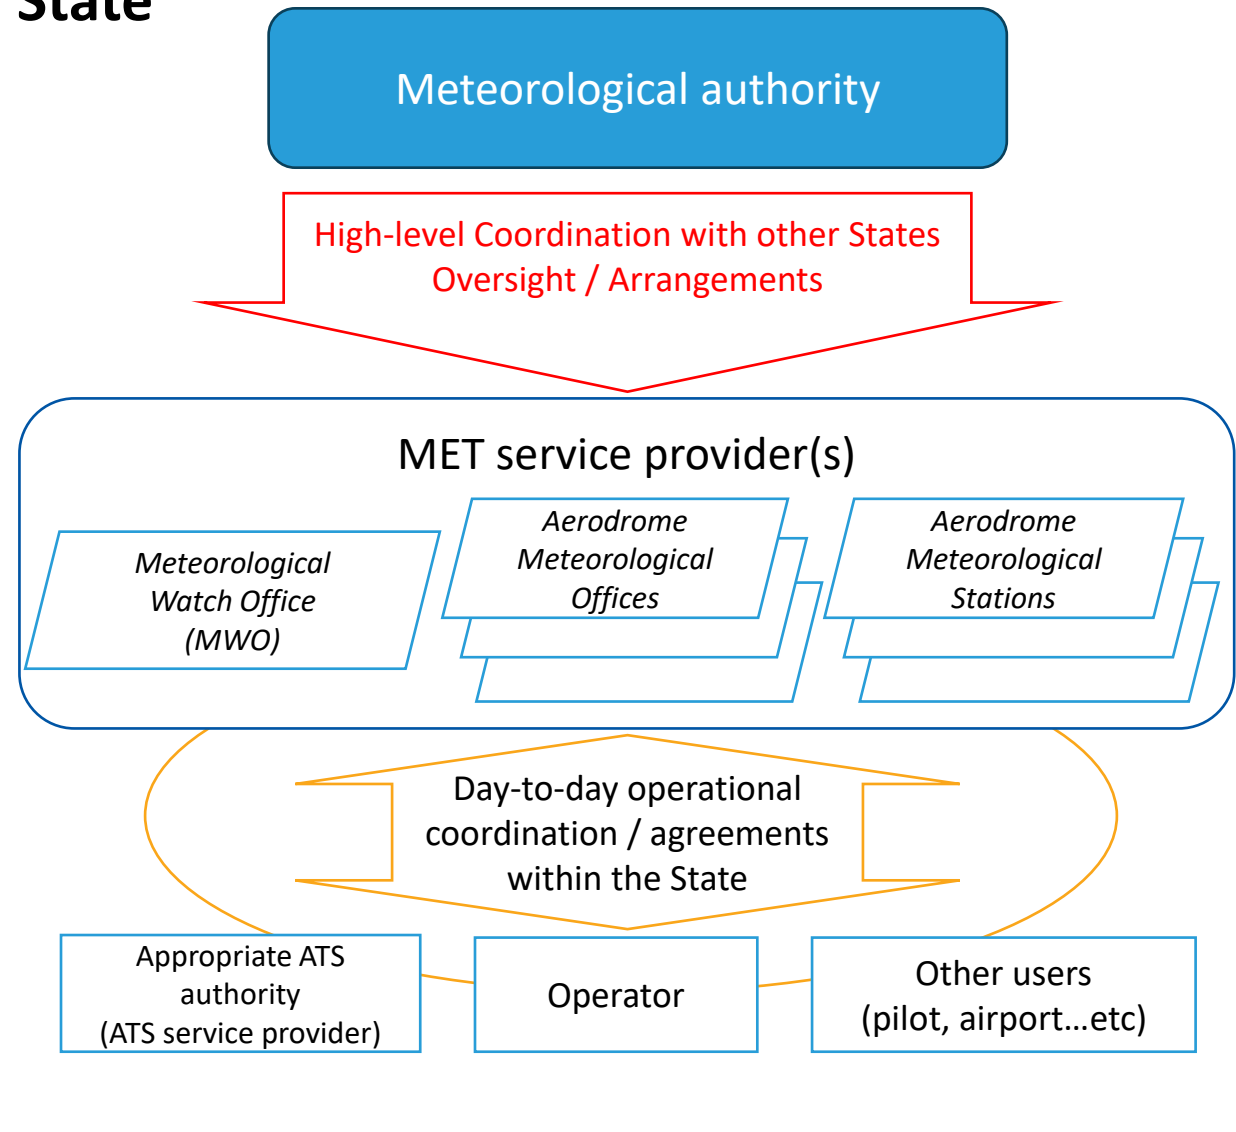 State
Meteorological authority
High-level Coordination with other States
Oversight / Arrangements
MET service provider(s)
Meteorological
Watch Office
(MWO)
Aerodrome
Meteorological
Offices
Aerodrome
Meteorological
Stations
Day-to-day operational
coordination / agreements
within the State
Appropriate ATS
authority
(ATS service provider)
Operator
Other users
(pilot, airport…etc)